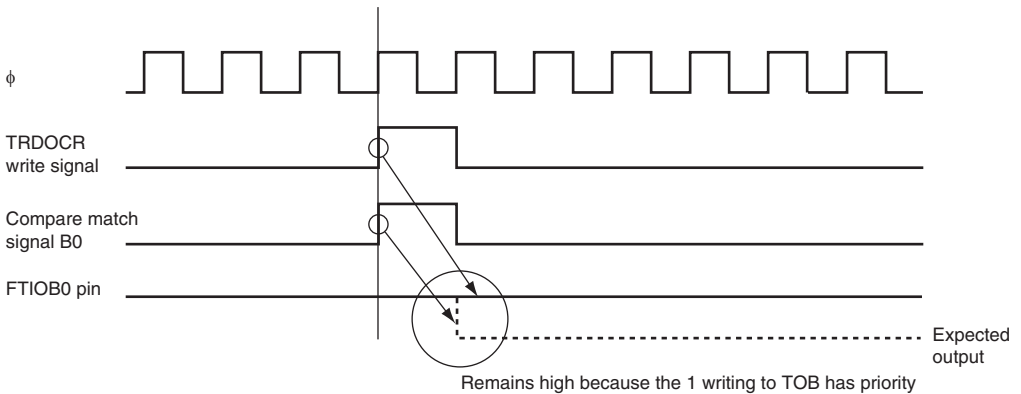 ϕ
TRDOCR
write signal
Compare match
signal B0
FTIOB0 pin
Expected
output
Remains high because the 1 writing to TOB has priority